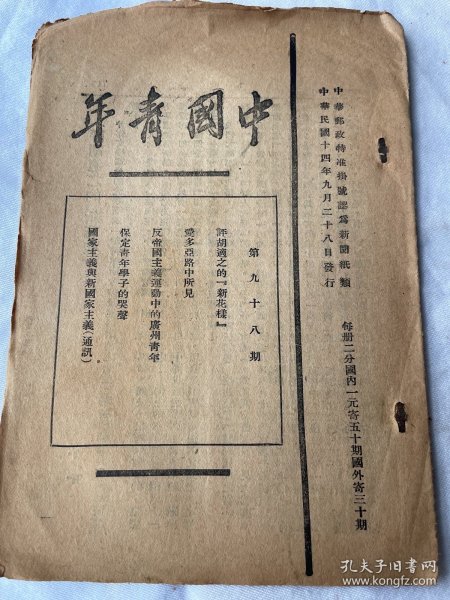 中華郵政特准掛號認為新聞紙類
中華民國十四年九月二十八日發行
每册二分國內一元寄五十期國外寄三十期
中國青年
第九十八期
評胡適之的『新花樣』
愛多亞路中所見
反帝國主義運動中的廣州青年
保定青年學子的哭聲
國家主義與新國家主義(通訊)
孔夫子旧书网
www.kongfz.com